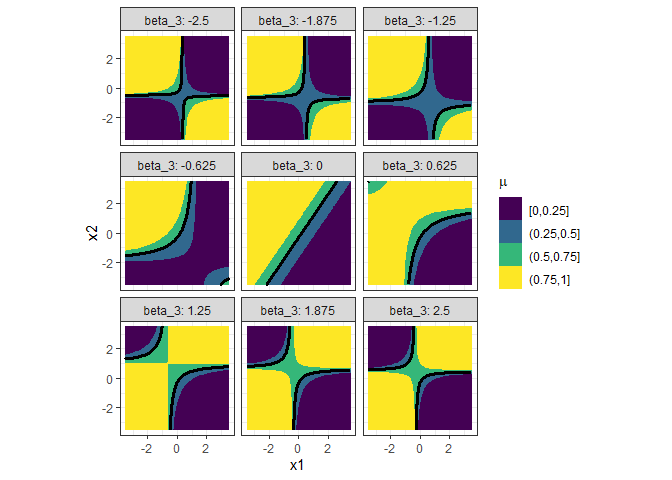 beta_3: -2.5
beta_3: -1.875
beta_3: -1.25
2
0
-2
beta_3: -0.625
beta_3: 0
beta_3: 0.625
2
0
-2
x2
beta_3: 1.25
beta_3: 1.875
beta_3: 2.5
2
0
-2
-2 0 2
-2 0 2
-2 0 2
x1
μ
[0,0.25]
(0.25,0.5]
(0.5,0.75]
(0.75,1]